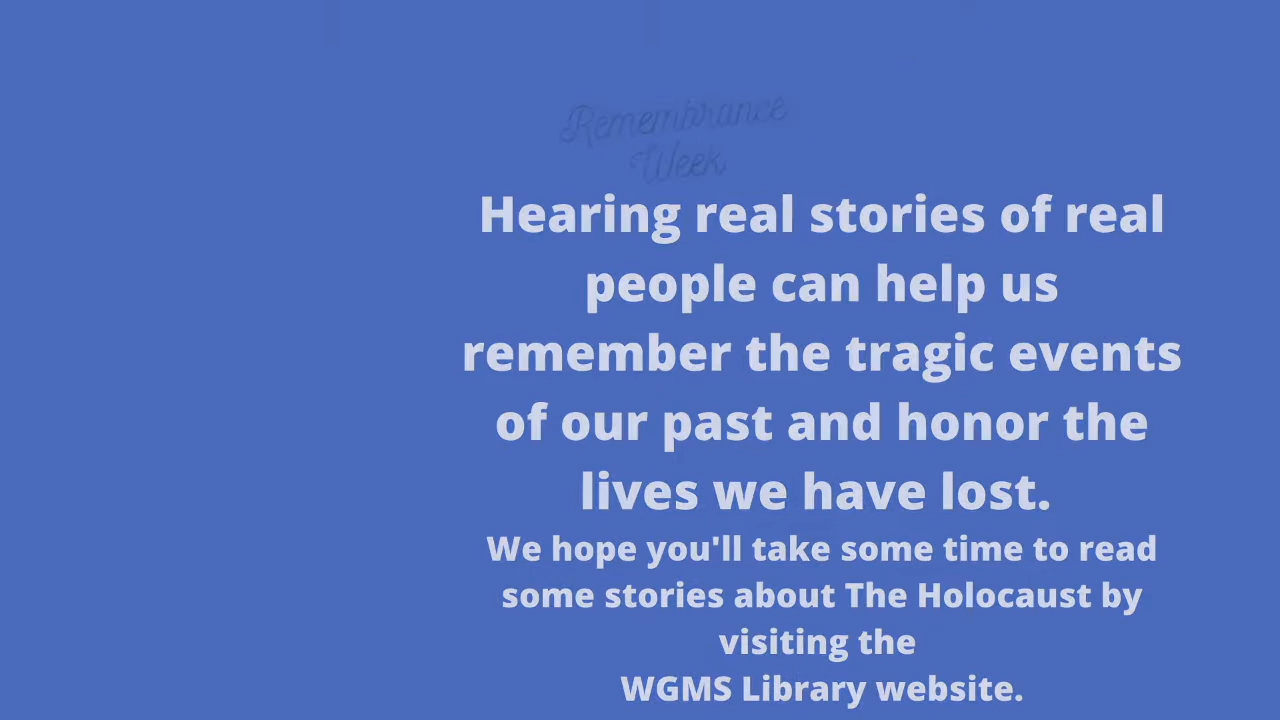 Remembrance
Week
Hearing real stories of real
people can help us
remember the tragic events
of our past and honor the
lives we have lost.
We hope you'll take some time to read
some stories about The Holocaust by
visiting the
WGMS Library website.